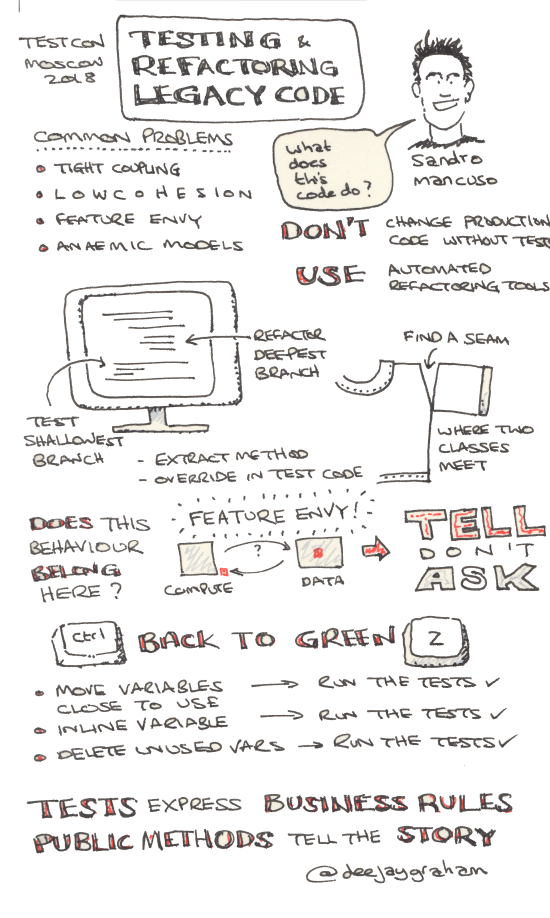 TESTCON
MOSCOW
2018
TESTING &
REFACTORING
LEGACY CODE
COMMON PROBLEMS
TIGHT COUPLING
LOW COHESION
FEATURE ENVY
ANAEMIC MODELS
what
does
this
code do?
Sandro
Mancuso
DON'T CHANGE PRODUCTION
CODE WITHOUT TEST
USE AUTOMATED
REFACTORING TOOLS
REFACTOR
DEEPEST
BRANCH
TEST
SHALLOWEST
BRANCH
- EXTRACT METHOD
- OVERRIDE IN TEST CODE
FIND A SEAM
WHERE TWO
CLASSES
MEET
DOES THIS
BEHAVIOUR
BELONG
HERE?
FEATURE ENVY!
?
COMPUTE
DATA
TELL
DON'T
ASK
Ctrl BACK TO GREEN Z
MOVE VARIABLES → RUN THE TESTS ✓
CLOSE TO USE
INLINE VARIABLE → RUN THE TESTS ✓
DELETE UNUSED VARS → RUN THE TESTS ✓
TESTS EXPRESS BUSINESS RULES
PUBLIC METHODS TELL THE STORY
@deejaygraham